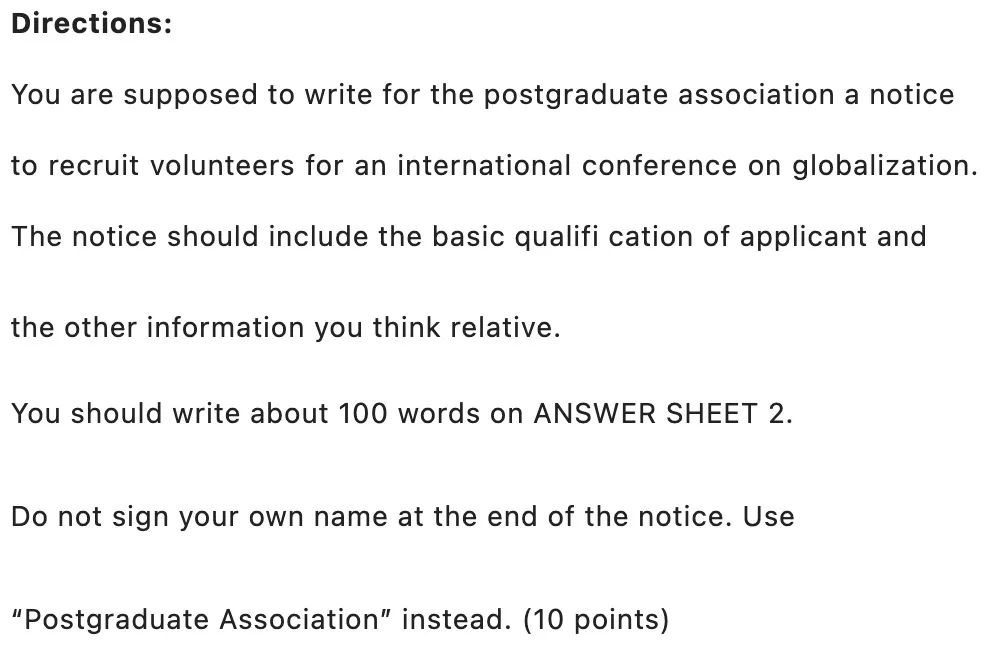 Directions:
You are supposed to write for the postgraduate association a notice
to recruit volunteers for an international conference on globalization.
The notice should include the basic qualifi cation of applicant and
the other information you think relative.
You should write about 100 words on ANSWER SHEET 2.
Do not sign your own name at the end of the notice. Use
“Postgraduate Association” instead. (10 points)